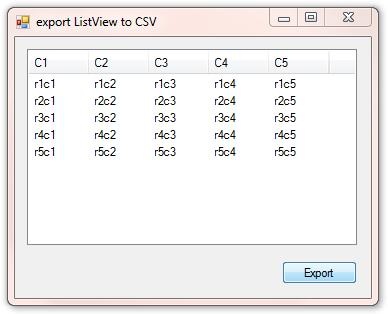 export ListView to CSV
C1 C2 C3 C4 C5
r1c1 r1c2 r1c3 r1c4 r1c5
r2c1 r2c2 r2c3 r2c4 r2c5
r3c1 r3c2 r3c3 r3c4 r3c5
r4c1 r4c2 r4c3 r4c4 r4c5
r5c1 r5c2 r5c3 r5c4 r5c5
Export